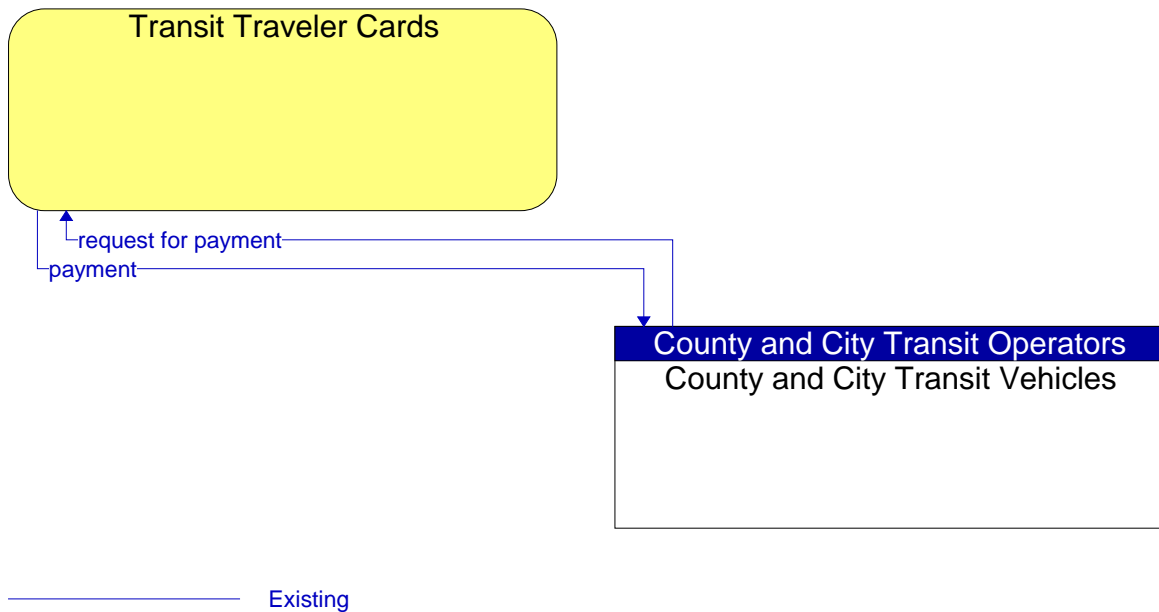 Transit Traveler Cards
request for payment
payment
County and City Transit Operators
County and City Transit Vehicles
Existing